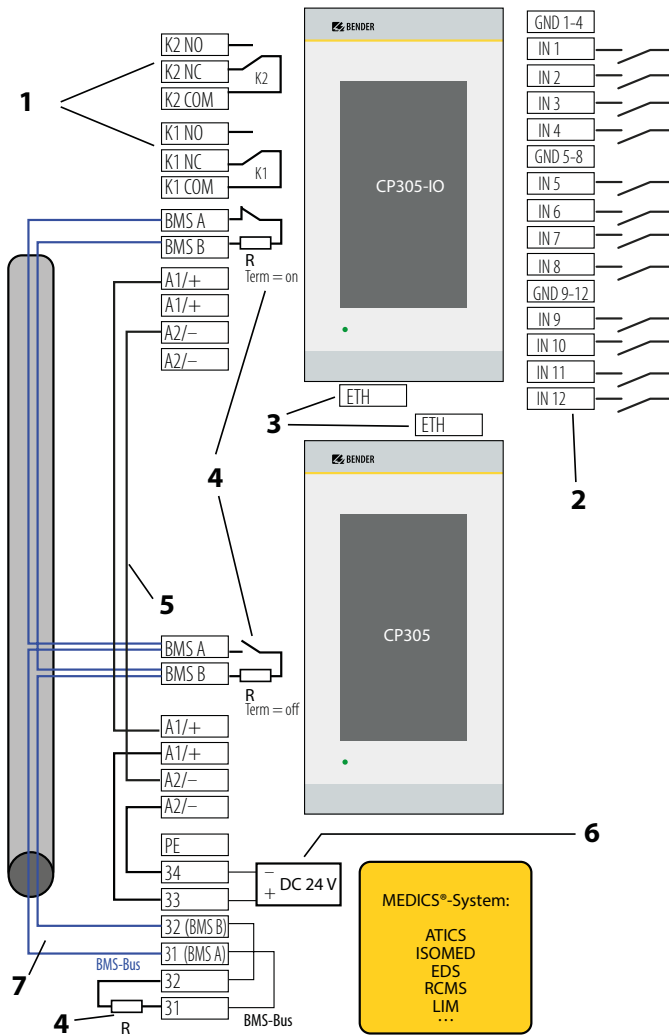 K2 NO
K2 NC
K2 COM
K2
1
K1 NO
K1 NC
K1 COM
K1
BMS A
BMS B
R
Term = on
A1/+
A1/+
A2/−
A2/−
BENDER
CP305-IO
GND 1-4
IN 1
IN 2
IN 3
IN 4
GND 5-8
IN 5
IN 6
IN 7
IN 8
GND 9-12
IN 9
IN 10
IN 11
IN 12
2
ETH
3
ETH
4
5
BENDER
CP305
BMS A
BMS B
R
Term = off
A1/+
A1/+
A2/−
A2/−
PE
34
33
−
+
DC 24 V
6
32 (BMS B)
31 (BMS A)
32
31
7
BMS-Bus
4
R
BMS-Bus
MEDICS®-System:
ATICS
ISOMED
EDS
RCMS
LIM
...